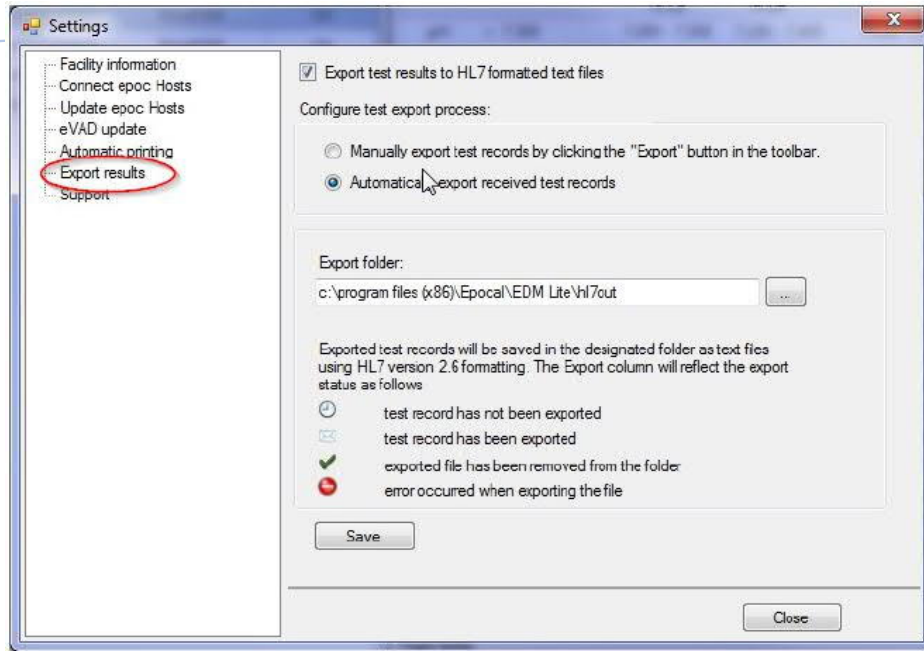 Settings
Facility information
Connect epoc Hosts
Update epoc Hosts
eVAD update
Automatic printing
Export results
Support
Export test results to HL7 formatted text files
Configure test export process:
Manually export test records by clicking the "Export" button in the toolbar.
export received test records
Export folder:
c:\program files (x86)\Epocal\EDM Lite\hl7out
...
Exported test records will be saved in the designated folder as text files
using HL7 version 2.6 formatting. The Export column will reflect the export
status as follows
test record has not been exported
test record has been exported
exported file has been removed from the folder
error occurred when exporting the file
Save
Close